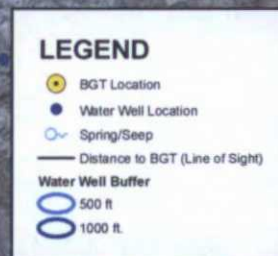 LEGEND
BGT Location
Water Well Location
Spring/Seep
Distance to BGT (Line of Sight)
Water Well Buffer
500 ft
1000 ft.